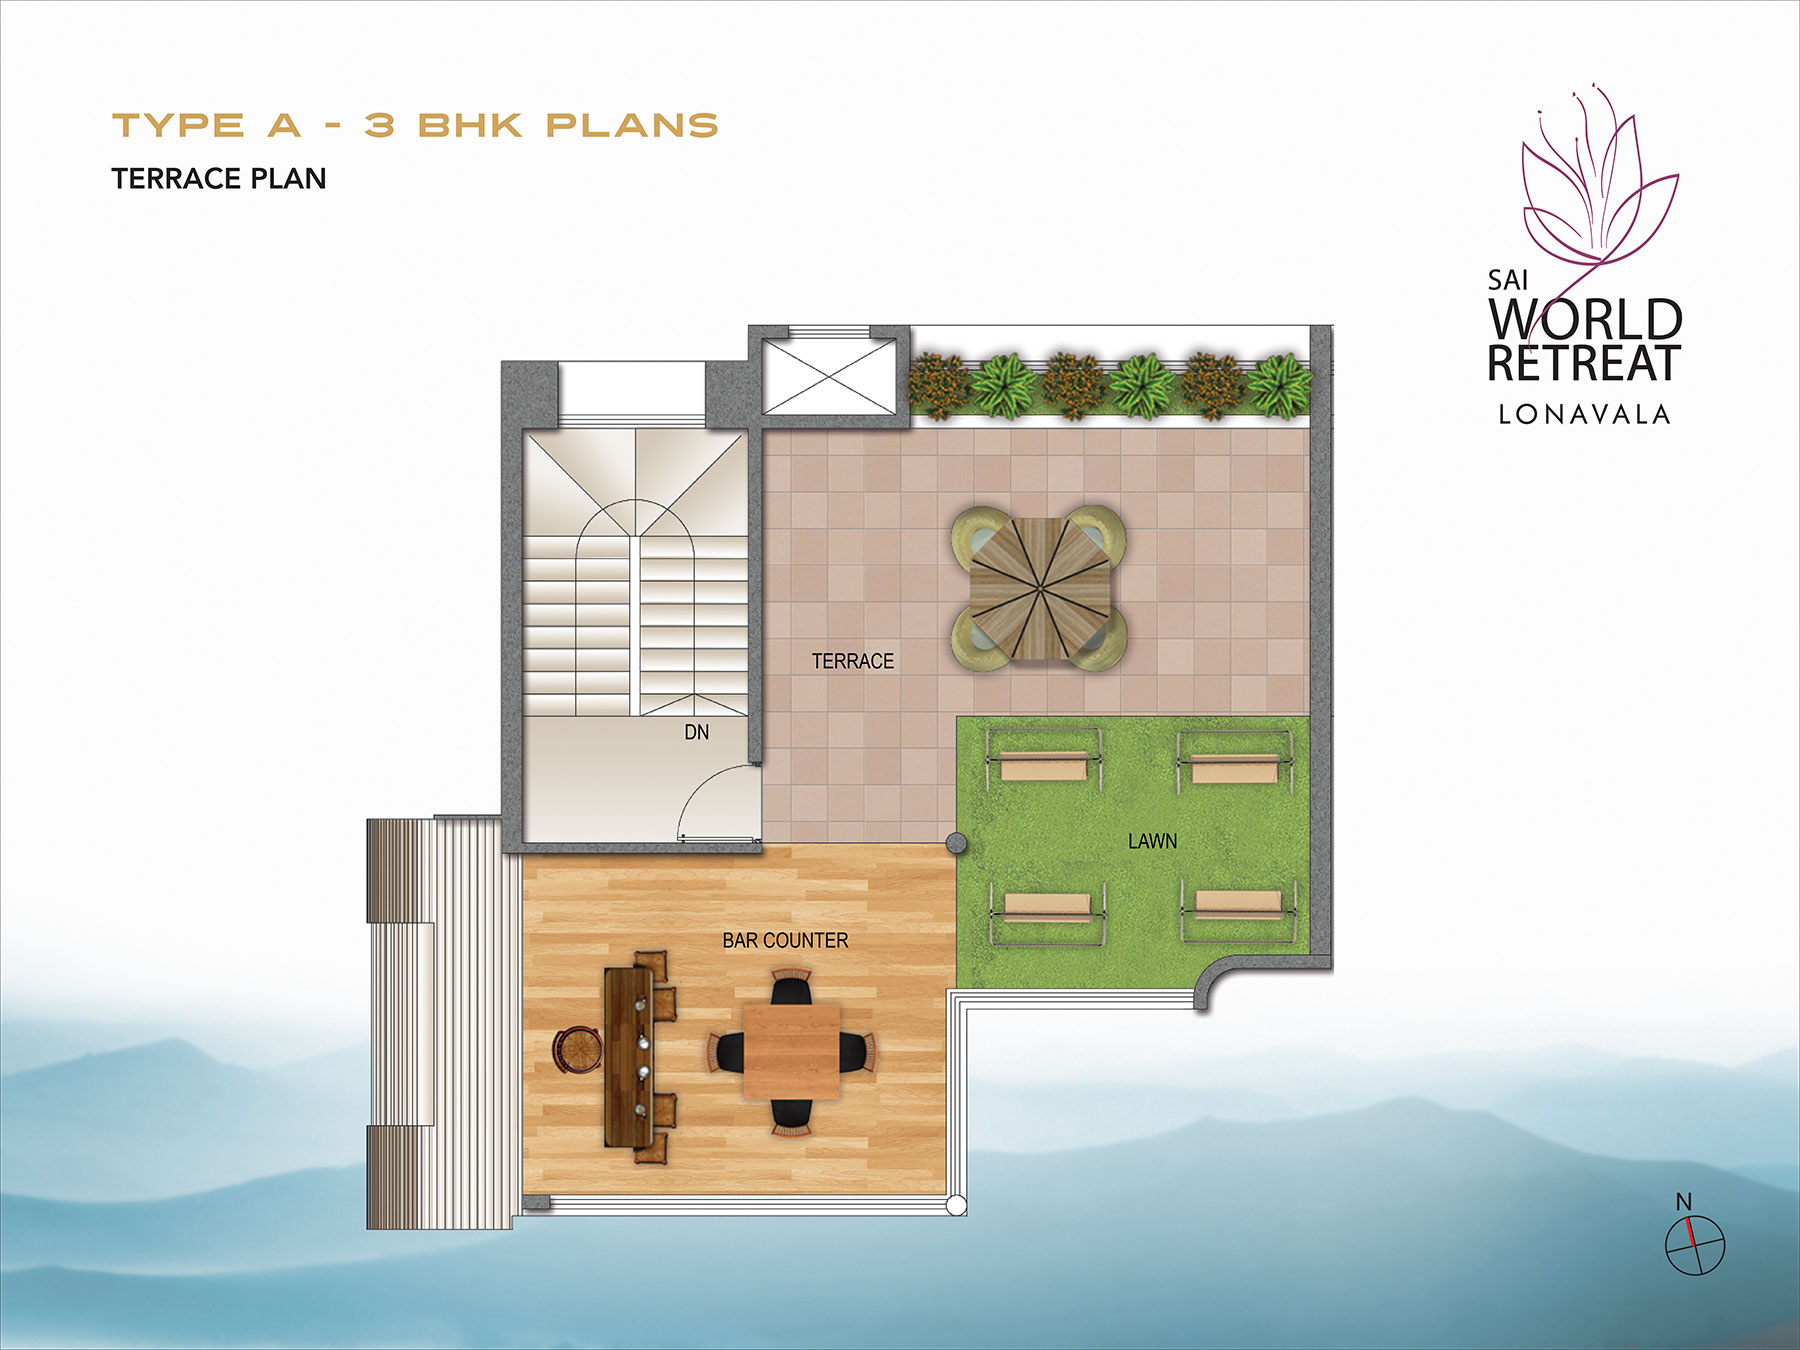 TYPE A - 3 BHK PLANS
TERRACE PLAN
SAI
WORLD
RETREAT
LONAVALA
TERRACE
DN
LAWN
BAR COUNTER
N